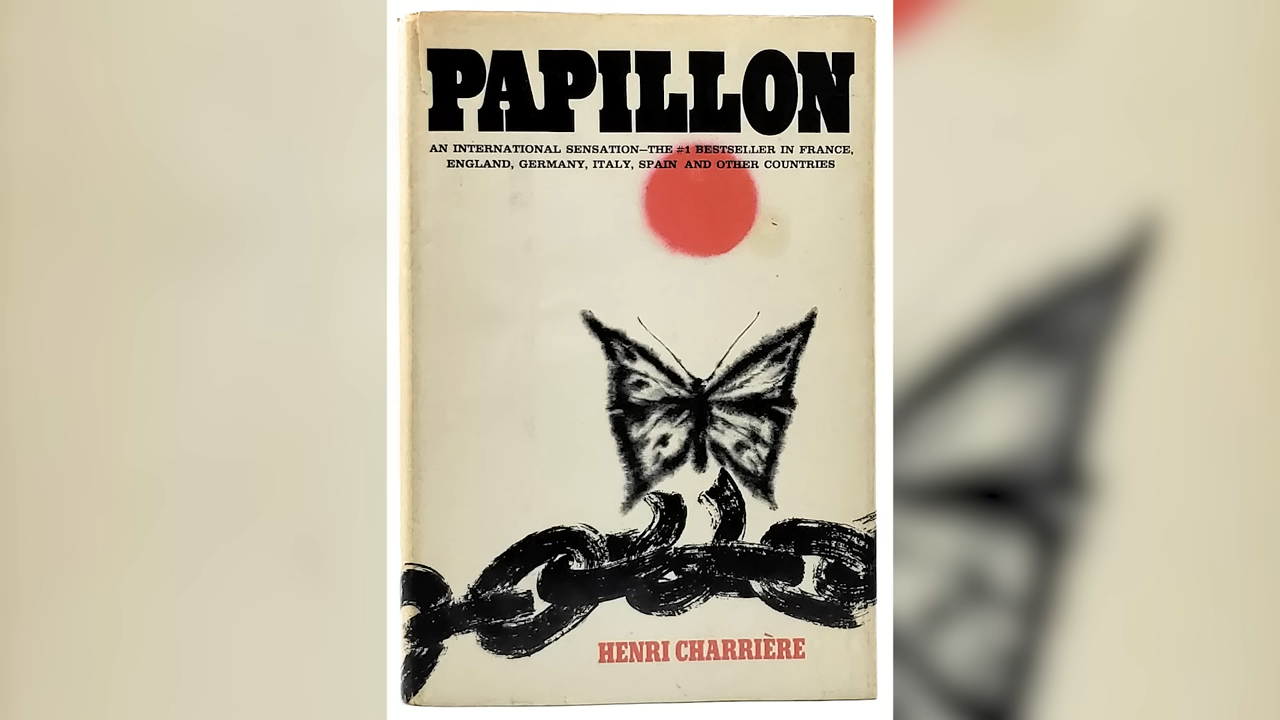 PAPILLON
AN INTERNATIONAL SENSATION—THE #1 BESTSELLER IN FRANCE,
ENGLAND, GERMANY, ITALY, SPAIN AND OTHER COUNTRIES
HENRI CHARRIÈRE